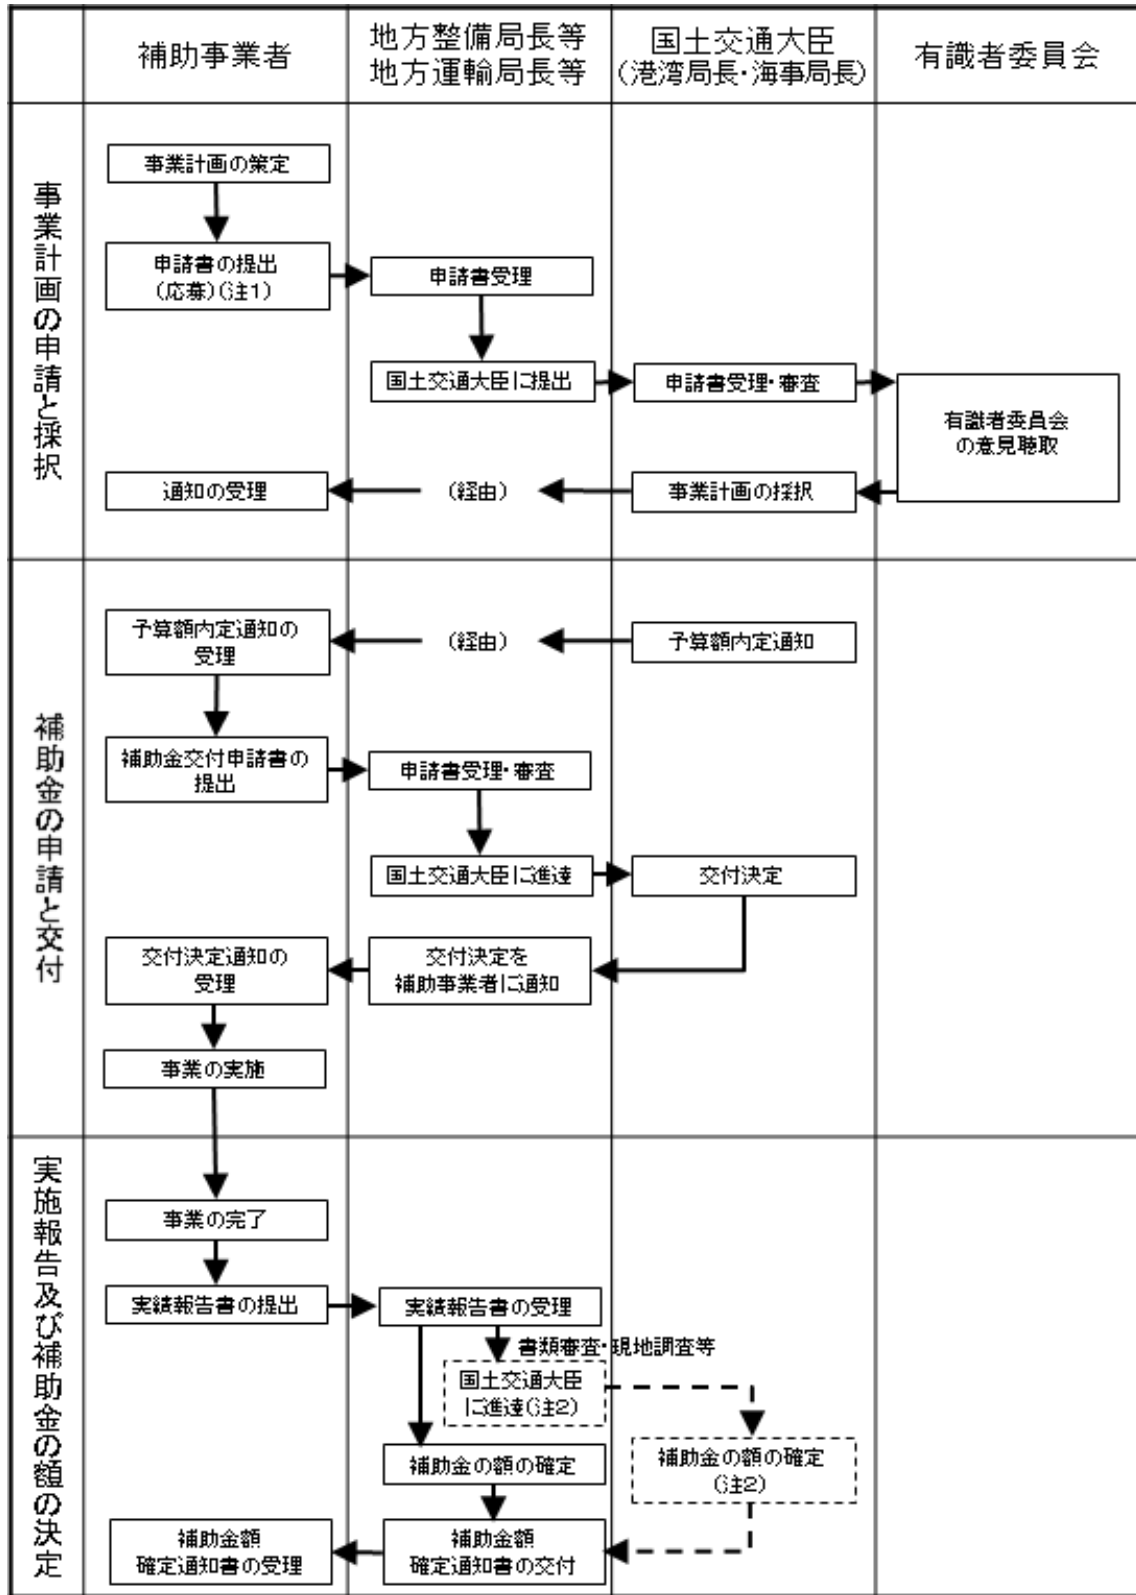 補助事業者
地方整備局長等
地方運輸局長等
国土交通大臣
(港湾局長・海事局長)
有識者委員会
事業計画の申請と採択
事業計画の策定
申請書の提出
(応募)(注1)
申請書受理
国土交通大臣に提出
申請書受理・審査
有識者委員会
の意見聴取
通知の受理
(経由)
事業計画の採択
補助金の申請と交付
予算額内定通知の
受理
(経由)
予算額内定通知
補助金交付申請書の
提出
申請書受理・審査
国土交通大臣に進達
交付決定
交付決定通知の
受理
交付決定を
補助事業者に通知
事業の実施
実施報告及び補助金の額の決定
事業の完了
実績報告書の提出
実績報告書の受理
書類審査・現地調査等
国土交通大臣
に進達(注2)
補助金の額の確定
補助金の額の確定
(注2)
補助金額
確定通知書の受理
補助金額
確定通知書の交付